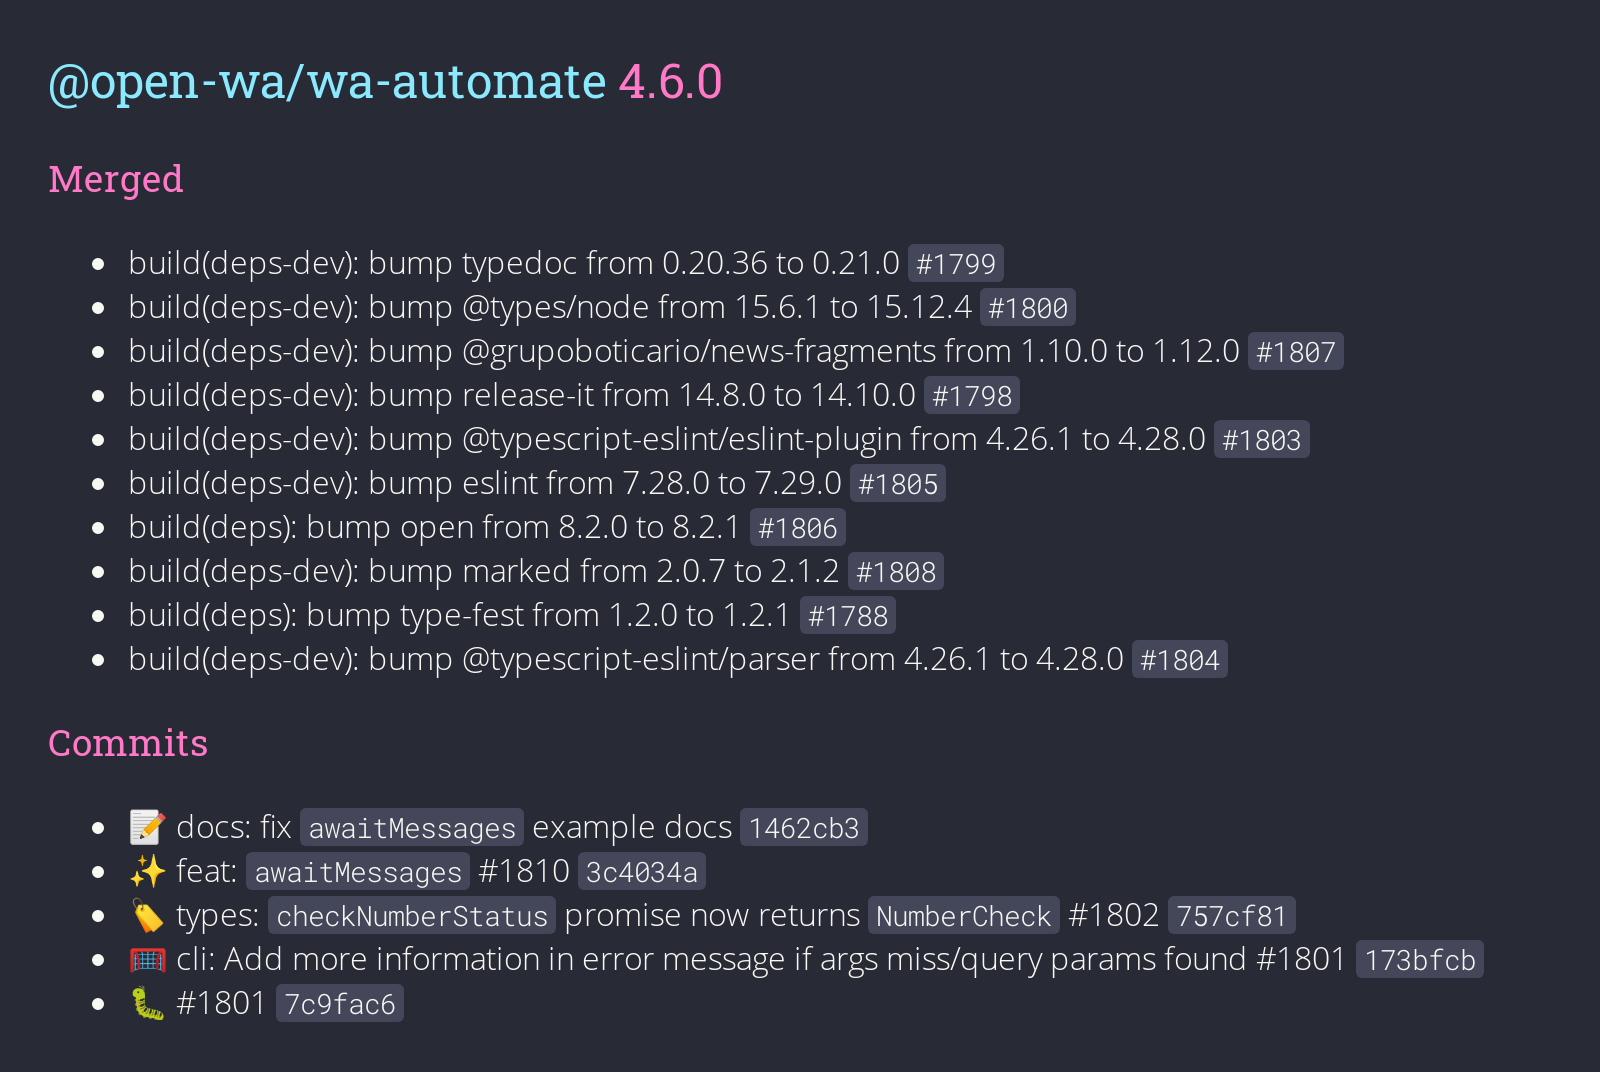 @open-wa/wa-automate 4.6.0
Merged
build(deps-dev): bump typedoc from 0.20.36 to 0.21.0 #1799
build(deps-dev): bump @types/node from 15.6.1 to 15.12.4 #1800
build(deps-dev): bump @grupoboticario/news-fragments from 1.10.0 to 1.12.0 #1807
build(deps-dev): bump release-it from 14.8.0 to 14.10.0 #1798
build(deps-dev): bump @typescript-eslint/eslint-plugin from 4.26.1 to 4.28.0 #1803
build(deps-dev): bump eslint from 7.28.0 to 7.29.0 #1805
build(deps): bump open from 8.2.0 to 8.2.1 #1806
build(deps-dev): bump marked from 2.0.7 to 2.1.2 #1808
build(deps): bump type-fest from 1.2.0 to 1.2.1 #1788
build(deps-dev): bump @typescript-eslint/parser from 4.26.1 to 4.28.0 #1804
Commits
📝 docs: fix awaitMessages example docs 1462cb3
✨ feat: awaitMessages #1810 3c4034a
🏷️ types: checkNumberStatus promise now returns NumberCheck #1802 757cf81
🥅 cli: Add more information in error message if args miss/query params found #1801 173bfcb
🐛 #1801 7c9fac6